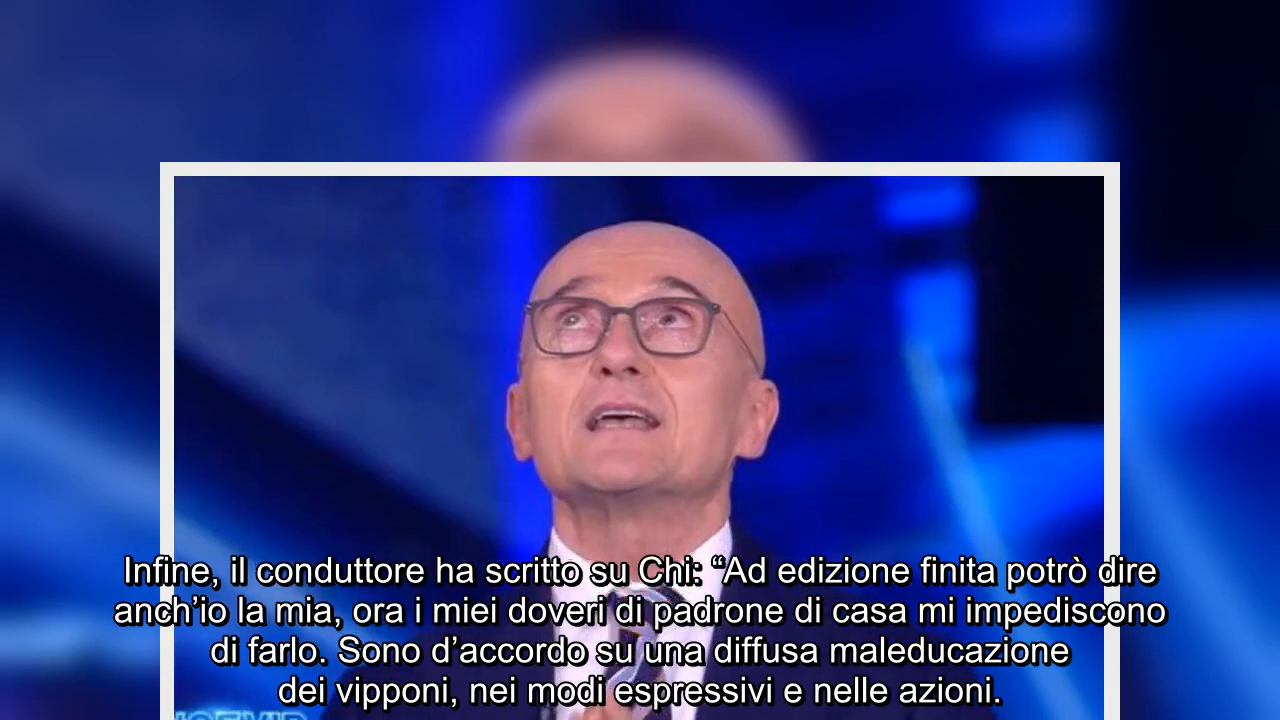 Infine, il conduttore ha scritto su Chi: “Ad edizione finita potrò dire
anch’io la mia, ora i miei doveri di padrone di casa mi impediscono
di farlo. Sono d’accordo su una diffusa maleducazione
dei vipponi, nei modi espressivi e nelle azioni.